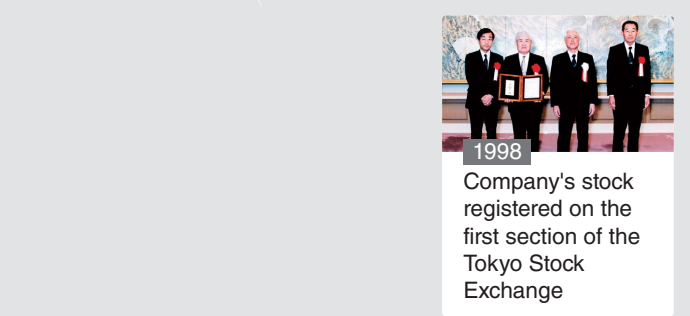 1998
Company's stock
registered on the
first section of the
Tokyo Stock
Exchange